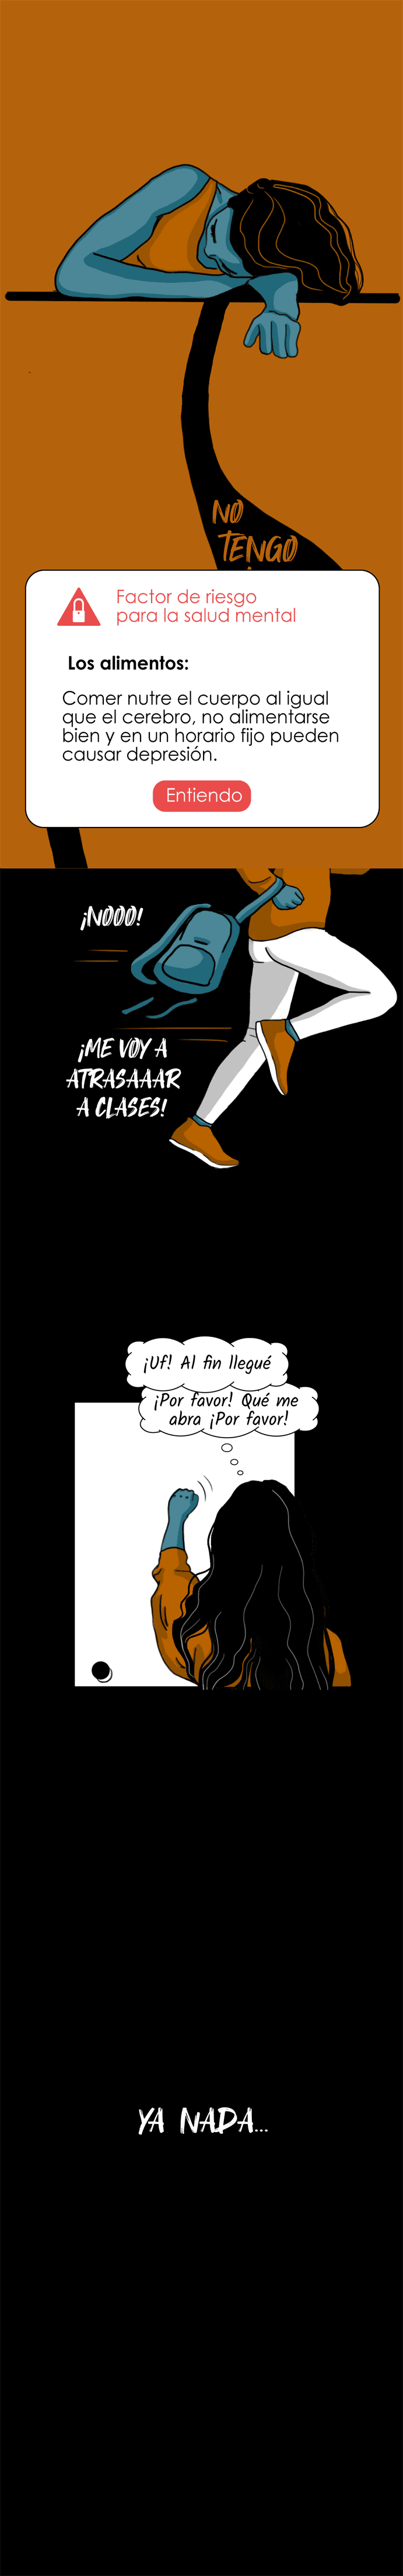 NO
TENGO
Factor de riesgo
para la salud mental
Los alimentos:
Comer nutre el cuerpo al igual
que el cerebro, no alimentarse
bien y en un horario fijo pueden
causar depresión.
Entiendo
¡NOOO!
¡ME VOY A
ATRASAAAR
A CLASES!
¡Uf! Al fin llegué
¡Por favor! Qué me
abra ¡Por favor!
YA NADA...